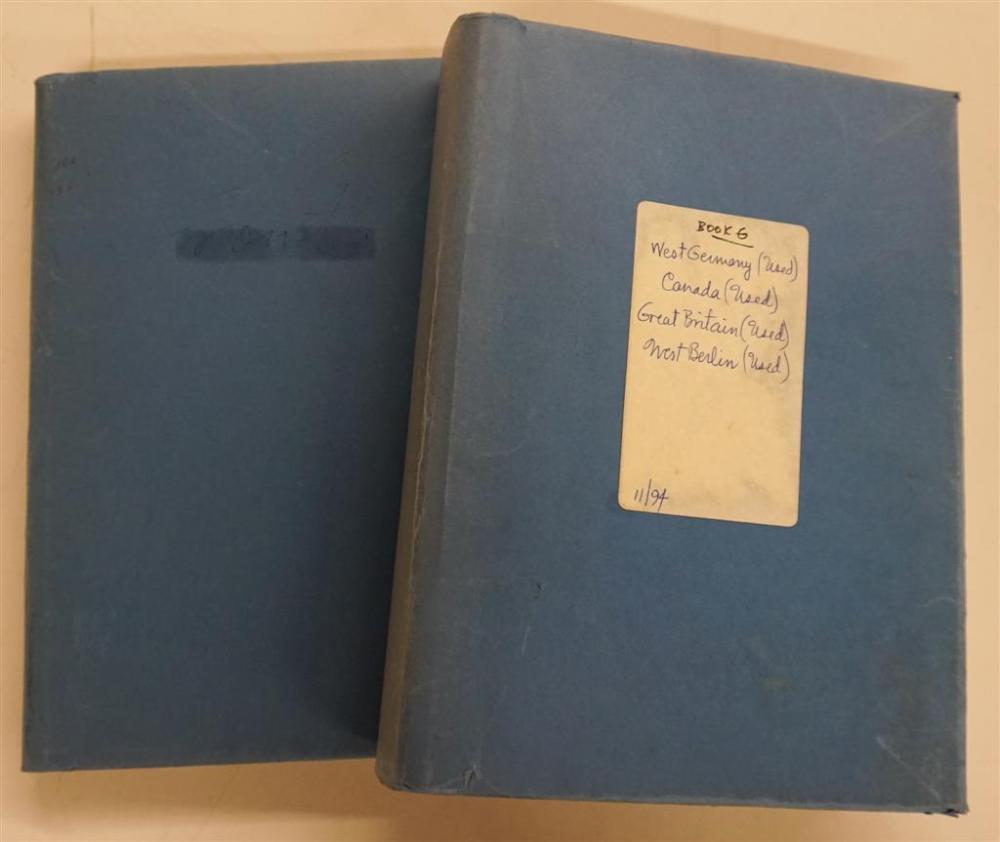 BOOK 6
West Germany (Used)
Canada (Used)
Great Britain (Used)
West Berlin (Used)
11/94